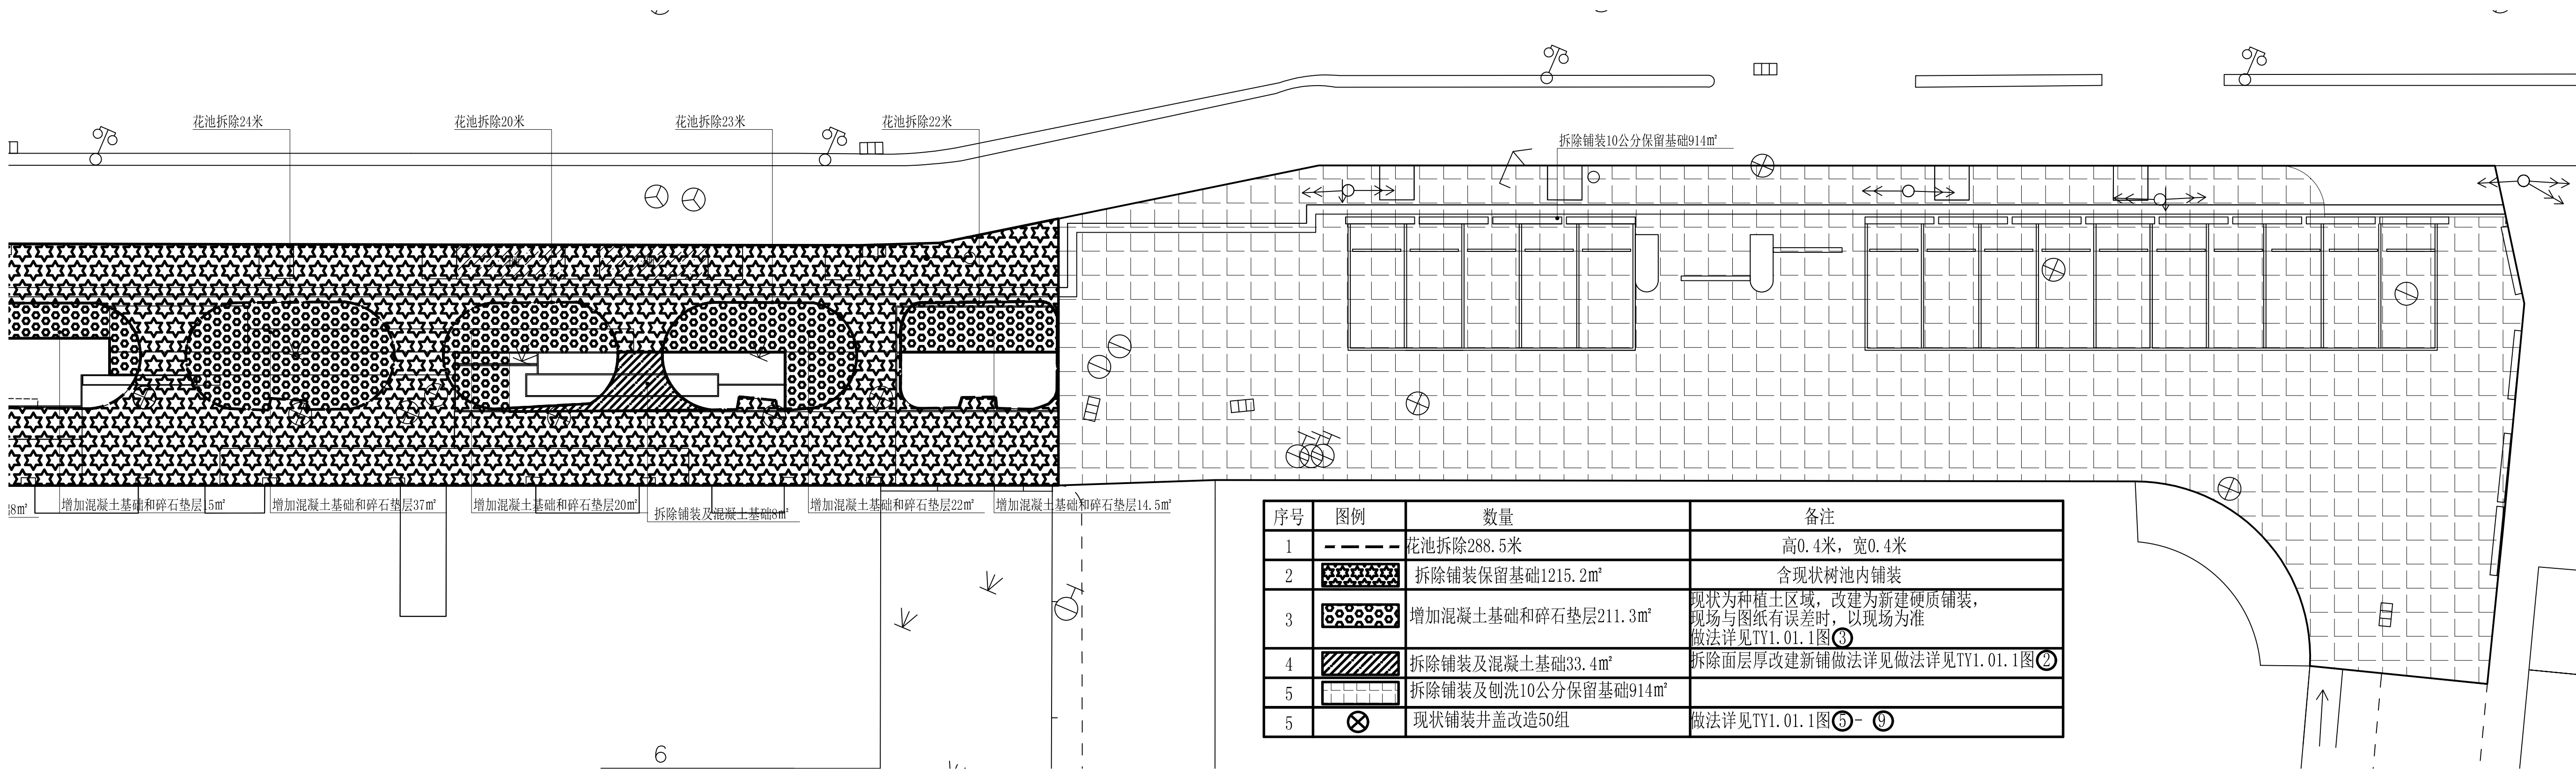 花池拆除24米
花池拆除20米
花池拆除23米
花池拆除22米
拆除铺装10公分保留基础914㎡
8㎡
增加混凝土基础和碎石垫层15㎡
增加混凝土基础和碎石垫层37㎡
增加混凝土基础和碎石垫层20㎡
拆除铺装及混凝土基础8㎡
增加混凝土基础和碎石垫层22㎡
增加混凝土基础和碎石垫层14.5㎡
6
序号 图例 数量 备注
1 花池拆除288.5米 高0.4米，宽0.4米
2 拆除铺装保留基础1215.2㎡ 含现状树池内铺装
3 增加混凝土基础和碎石垫层211.3㎡ 现状为种植土区域，改建为新建硬质铺装，
现场与图纸有误差时，以现场为准
做法详见TY1.01.1图③
4 拆除铺装及混凝土基础33.4㎡ 拆除面层厚改建新铺做法详见做法详见TY1.01.1图②
5 拆除铺装及刨洗10公分保留基础914㎡
5 现状铺装井盖改造50组 做法详见TY1.01.1图⑤- ⑨